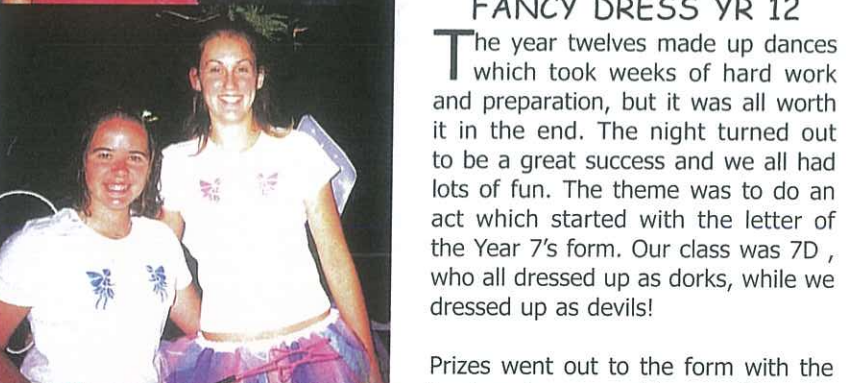 FANCY DRESS YR 12
The year twelves made up dances
which took weeks of hard work
and preparation, but it was all worth
it in the end. The night turned out
to be a great success and we all had
lots of fun. The theme was to do an
act which started with the letter of
the Year 7's form. Our class was 7D ,
who all dressed up as dorks, while we
dressed up as devils!
Prizes went out to the form with the